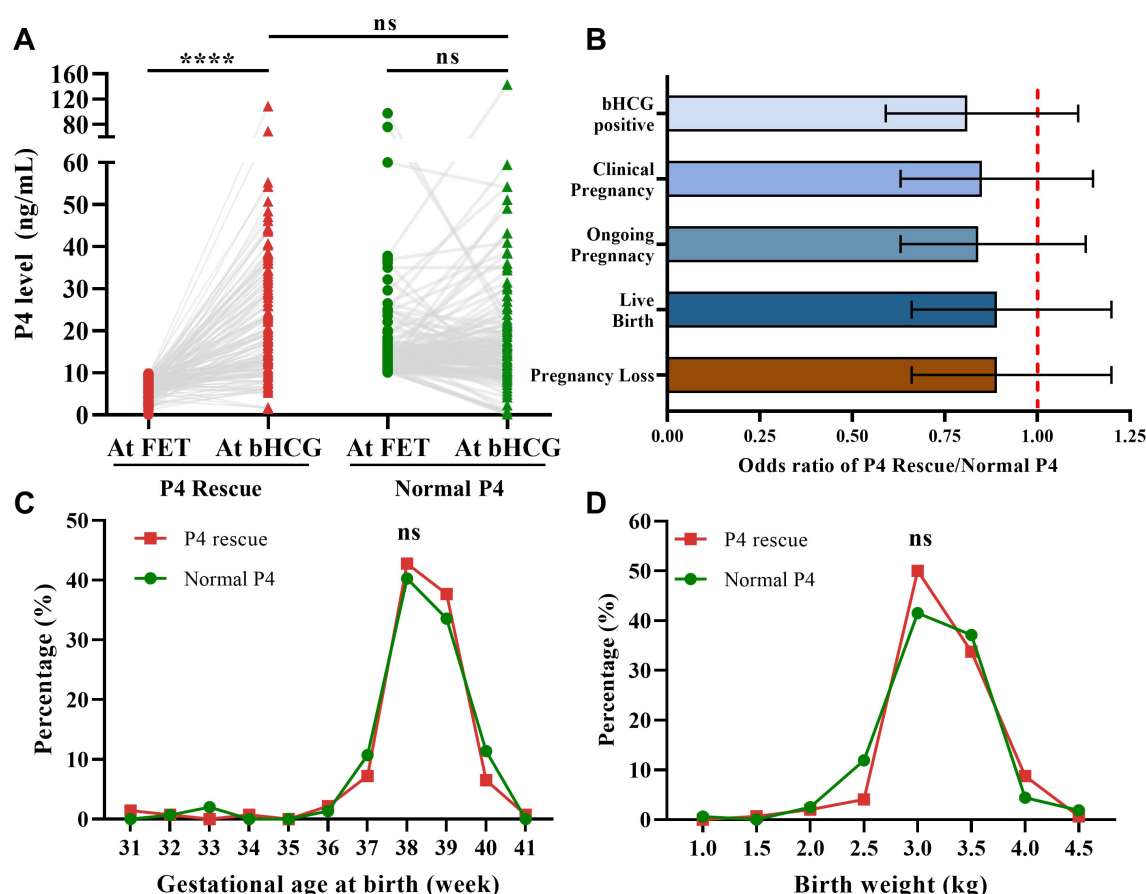 A
ns
****
ns
P4 level (ng/mL)
160
120
80
60
50
40
30
20
10
0
At FET
At bHCG
At FET
At bHCG
P4 Rescue
Normal P4
B
bHCG
positive
Clinical
Pregnancy
Ongoing
Pregnnacy
Live
Birth
Pregnancy Loss
0.00
0.25
0.50
0.75
1.00
1.25
Odds ratio of P4 Rescue/Normal P4
C
P4 rescue
Normal P4
ns
Percentage (%)
50
40
30
20
10
0
31
32
33
34
35
36
37
38
39
40
41
Gestational age at birth (week)
D
P4 rescue
Normal P4
ns
Percentage (%)
60
50
40
30
20
10
0
1.0
1.5
2.0
2.5
3.0
3.5
4.0
4.5
Birth weight (kg)